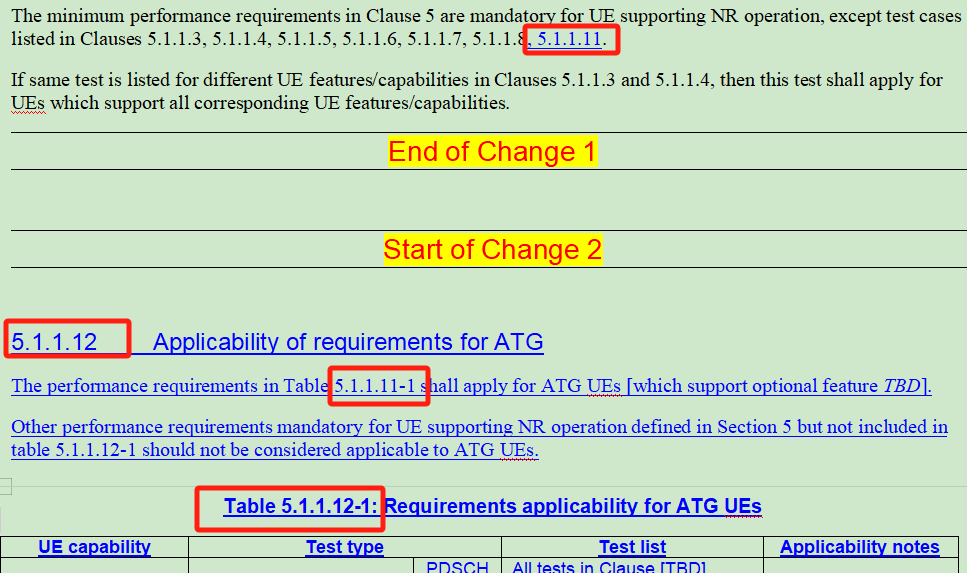 The minimum performance requirements in Clause 5 are mandatory for UE supporting NR operation, except test cases
listed in Clauses 5.1.1.3, 5.1.1.4, 5.1.1.5, 5.1.1.6, 5.1.1.7, 5.1.1.8, 5.1.1.11.
If same test is listed for different UE features/capabilities in Clauses 5.1.1.3 and 5.1.1.4, then this test shall apply for
UEs which support all corresponding UE features/capabilities.
End of Change 1
Start of Change 2
5.1.1.12 Applicability of requirements for ATG
The performance requirements in Table 5.1.1.11-1 shall apply for ATG UEs [which support optional feature TBD].
Other performance requirements mandatory for UE supporting NR operation defined in Section 5 but not included in
table 5.1.1.12-1 should not be considered applicable to ATG UEs.
Table 5.1.1.12-1: Requirements applicability for ATG UEs
UE capability Test type Test list Applicability notes
PDSCH All tests in Clause [TBD]